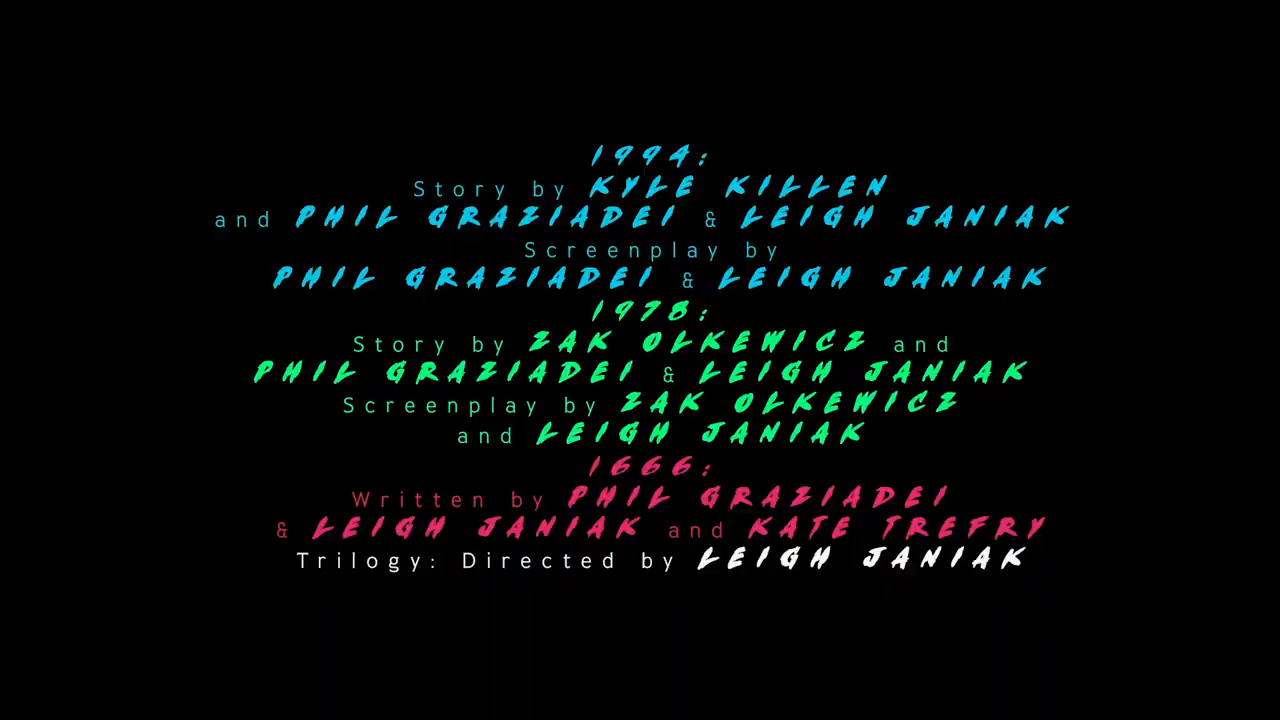 1994:
Story by KYLE KILLEN
and PHIL GRAZIADEI & LEIGH JANIAK
Screenplay by
PHIL GRAZIADEI & LEIGH JANIAK
1978:
Story by ZAK OLKEWICZ and
PHIL GRAZIADEI & LEIGH JANIAK
Screenplay by ZAK OLKEWICZ
and LEIGH JANIAK
1666:
Written by PHIL GRAZIADEI
& LEIGH JANIAK and KATE TREFRY
Trilogy: Directed by LEIGH JANIAK